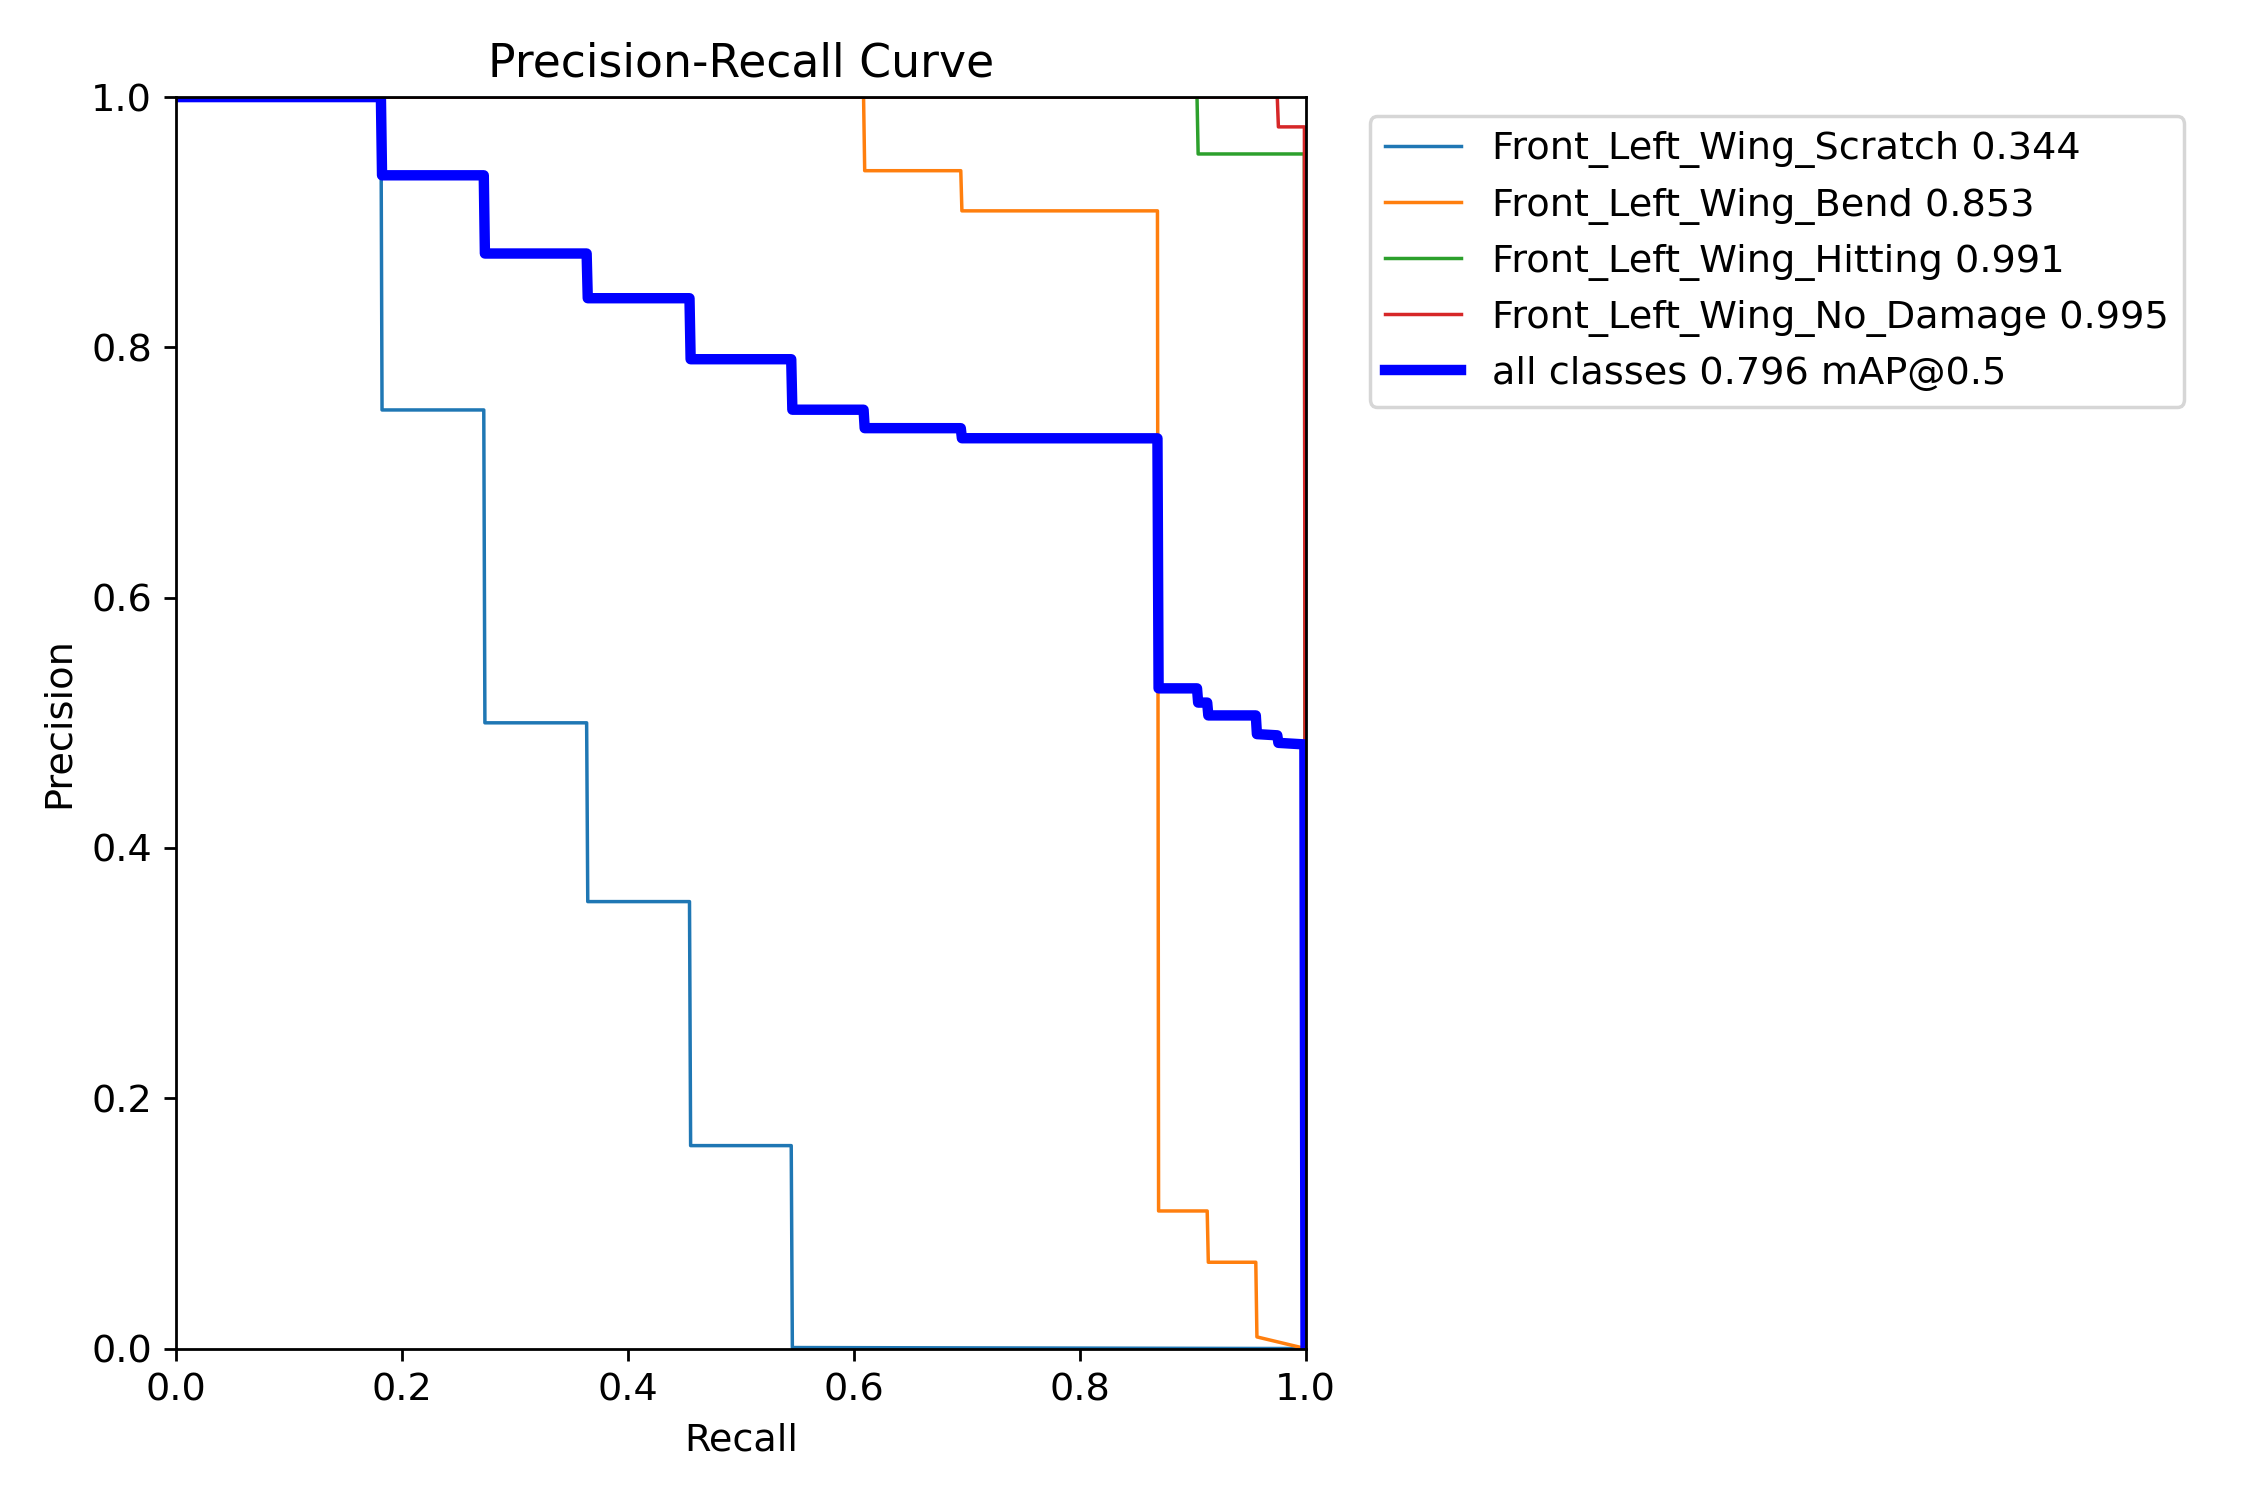 Precision-Recall Curve
1.0
0.8
0.6
0.4
0.2
0.0
Precision
0.0 0.2 0.4 0.6 0.8 1.0
Recall
Front_Left_Wing_Scratch 0.344
Front_Left_Wing_Bend 0.853
Front_Left_Wing_Hitting 0.991
Front_Left_Wing_No_Damage 0.995
all classes 0.796 mAP@0.5